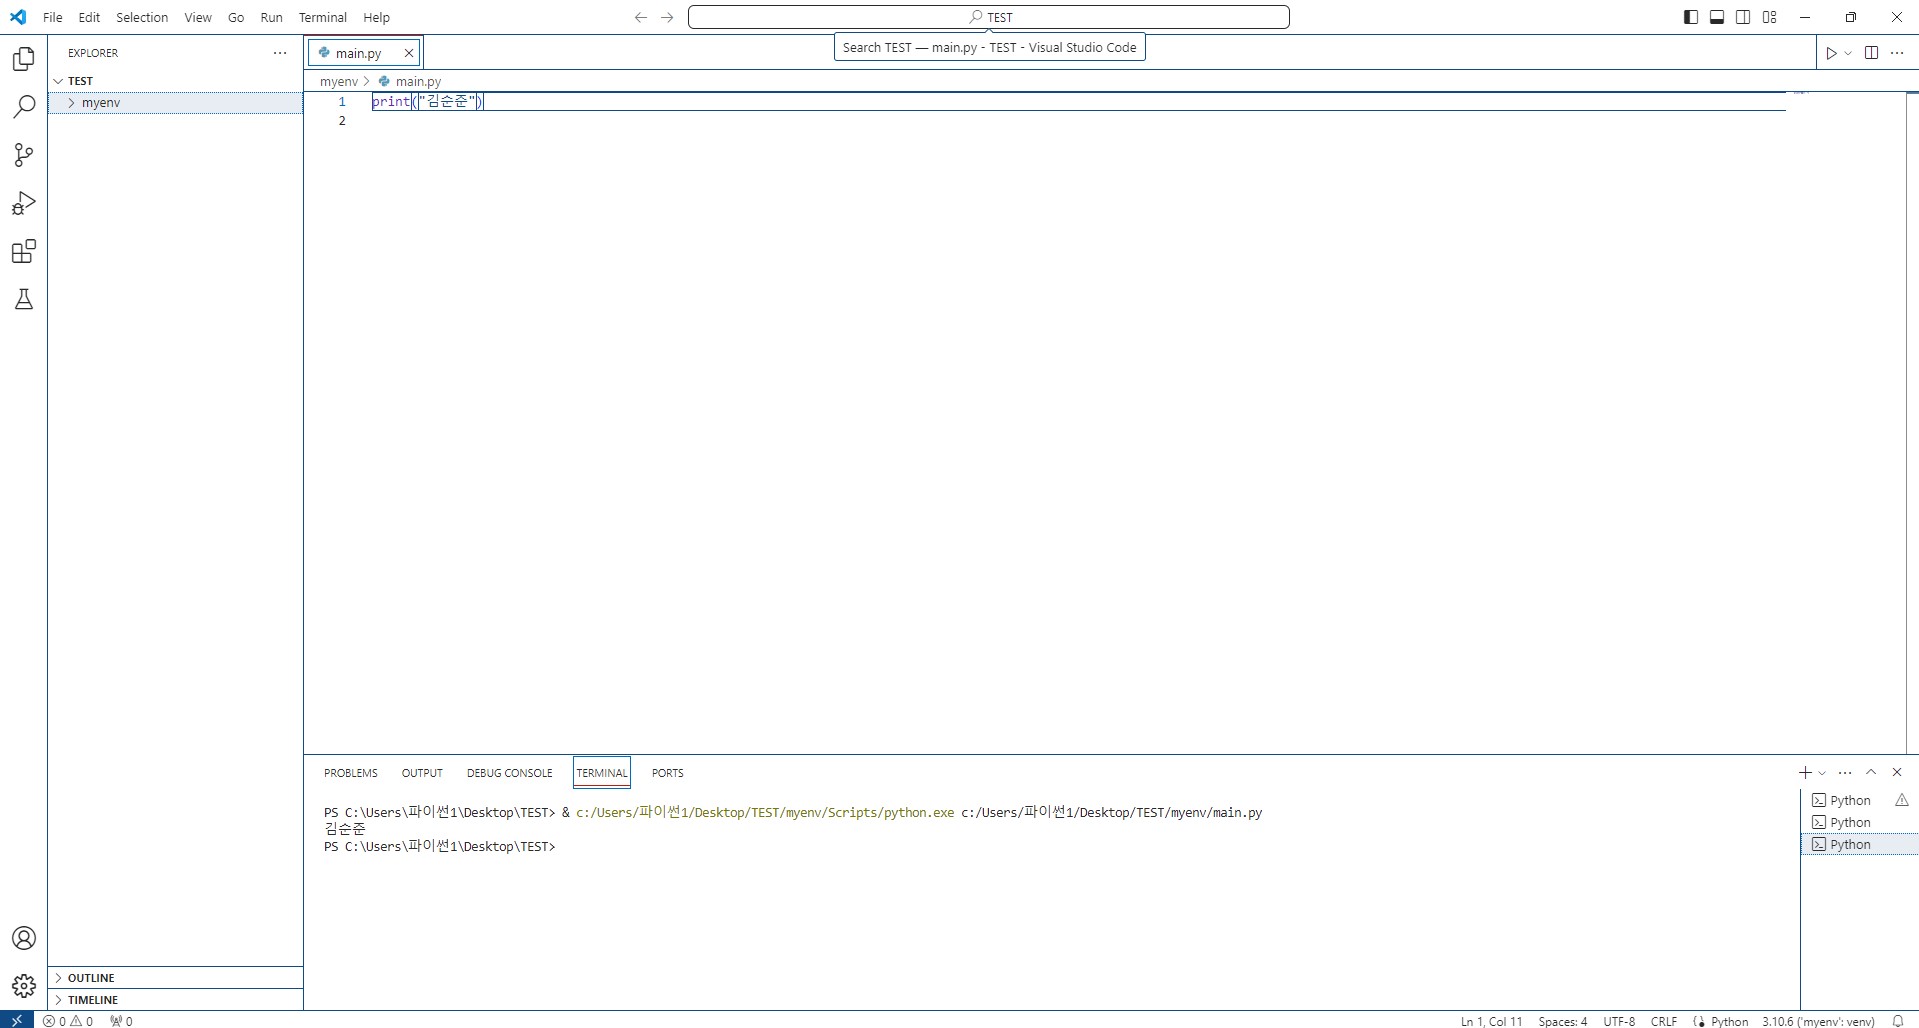 File Edit Selection View Go Run Terminal Help
TEST
Search TEST — main.py - TEST - Visual Studio Code
EXPLORER
TEST
myenv
main.py
myenv > main.py
1 print("김순준")
2
PROBLEMS OUTPUT DEBUG CONSOLE TERMINAL PORTS
PS C:\Users\파이썬1\Desktop\TEST> & c:/Users/파이썬1/Desktop/TEST/myenv/Scripts/python.exe c:/Users/파이썬1/Desktop/TEST/myenv/main.py
김순준
PS C:\Users\파이썬1\Desktop\TEST>
Python
Python
Python
OUTLINE
TIMELINE
0 0 0
Ln 1, Col 11 Spaces: 4 UTF-8 CRLF Python 3.10.6 ('myenv': venv)